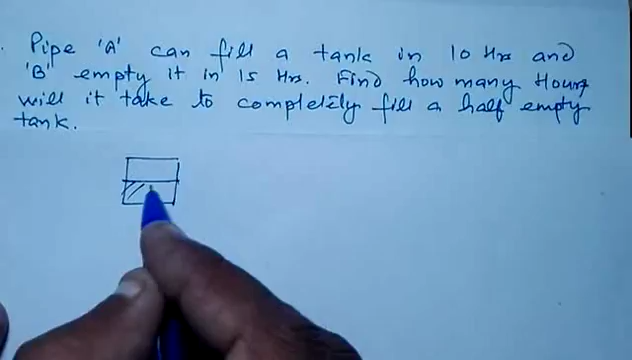 Pipe 'A' can fill a tank in 10 Hrs and
'B' empty it in 15 Hrs. Find how many Hours
will it take to completely fill a half empty
tank.